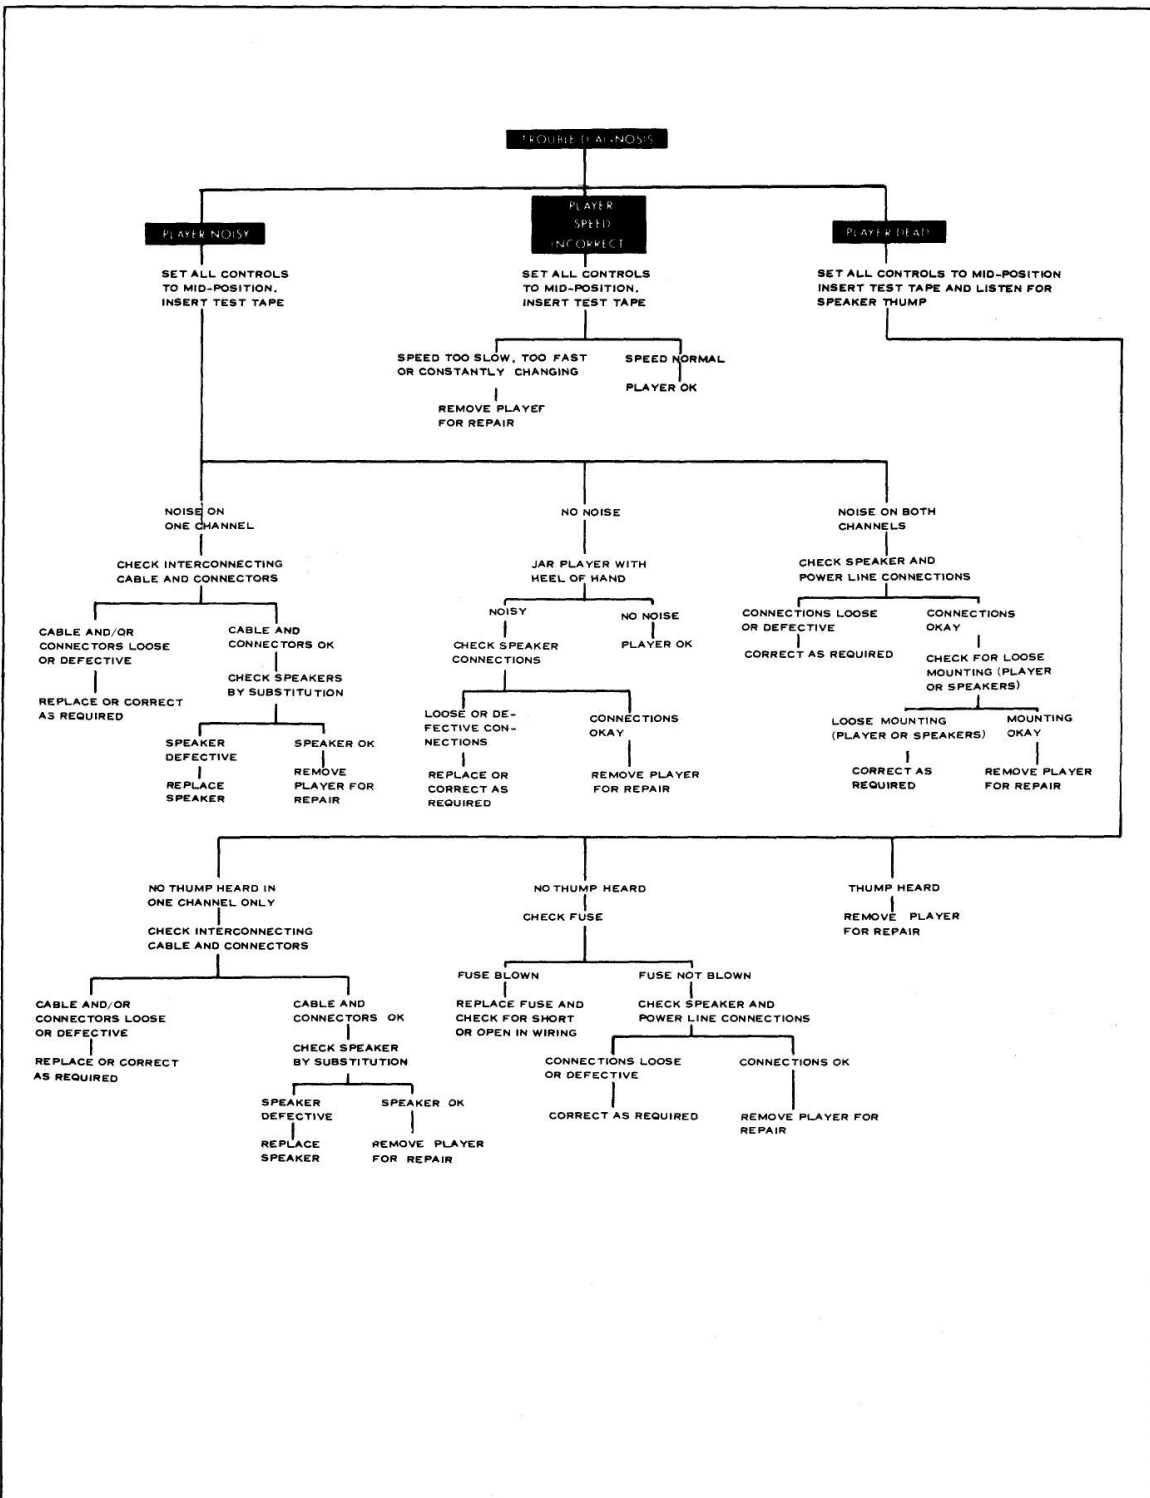 TROUBLE DIAGNOSIS
PLAYER NOISY
PLAYER
SPEED
INCORRECT
PLAYER DEAD
SET ALL CONTROLS
TO MID-POSITION,
INSERT TEST TAPE
SET ALL CONTROLS
TO MID-POSITION,
INSERT TEST TAPE
SET ALL CONTROLS TO MID-POSITION
INSERT TEST TAPE AND LISTEN FOR
SPEAKER THUMP
SPEED TOO SLOW, TOO FAST
OR CONSTANTLY CHANGING
REMOVE PLAYER
FOR REPAIR
SPEED NORMAL
PLAYER OK
NOISE ON
ONE CHANNEL
CHECK INTERCONNECTING
CABLE AND CONNECTORS
CABLE AND/OR
CONNECTORS LOOSE
OR DEFECTIVE
REPLACE OR CORRECT
AS REQUIRED
CABLE AND
CONNECTORS OK
CHECK SPEAKERS
BY SUBSTITUTION
SPEAKER
DEFECTIVE
REPLACE
SPEAKER
SPEAKER OK
REMOVE
PLAYER FOR
REPAIR
NO NOISE
JAR PLAYER WITH
HEEL OF HAND
NOISY
CHECK SPEAKER
CONNECTIONS
NO NOISE
PLAYER OK
LOOSE OR DE-
FECTIVE CON-
NECTIONS
REPLACE OR
CORRECT AS
REQUIRED
CONNECTIONS
OKAY
REMOVE PLAYER
FOR REPAIR
NOISE ON BOTH
CHANNELS
CHECK SPEAKER AND
POWER LINE CONNECTIONS
CONNECTIONS LOOSE
OR DEFECTIVE
CORRECT AS REQUIRED
CONNECTIONS
OKAY
CHECK FOR LOOSE
MOUNTING (PLAYER
OR SPEAKERS)
LOOSE MOUNTING
(PLAYER OR SPEAKERS)
CORRECT AS
REQUIRED
MOUNTING
OKAY
REMOVE PLAYER
FOR REPAIR
NO THUMP HEARD IN
ONE CHANNEL ONLY
CHECK INTERCONNECTING
CABLE AND CONNECTORS
CABLE AND/OR
CONNECTORS LOOSE
OR DEFECTIVE
REPLACE OR CORRECT
AS REQUIRED
CABLE AND
CONNECTORS OK
CHECK SPEAKER
BY SUBSTITUTION
SPEAKER
DEFECTIVE
REPLACE
SPEAKER
SPEAKER OK
REMOVE PLAYER
FOR REPAIR
NO THUMP HEARD
CHECK FUSE
FUSE BLOWN
REPLACE FUSE AND
CHECK FOR SHORT
OR OPEN IN WIRING
FUSE NOT BLOWN
CHECK SPEAKER AND
POWER LINE CONNECTIONS
CONNECTIONS LOOSE
OR DEFECTIVE
CORRECT AS REQUIRED
CONNECTIONS OK
REMOVE PLAYER FOR
REPAIR
THUMP HEARD
REMOVE PLAYER
FOR REPAIR